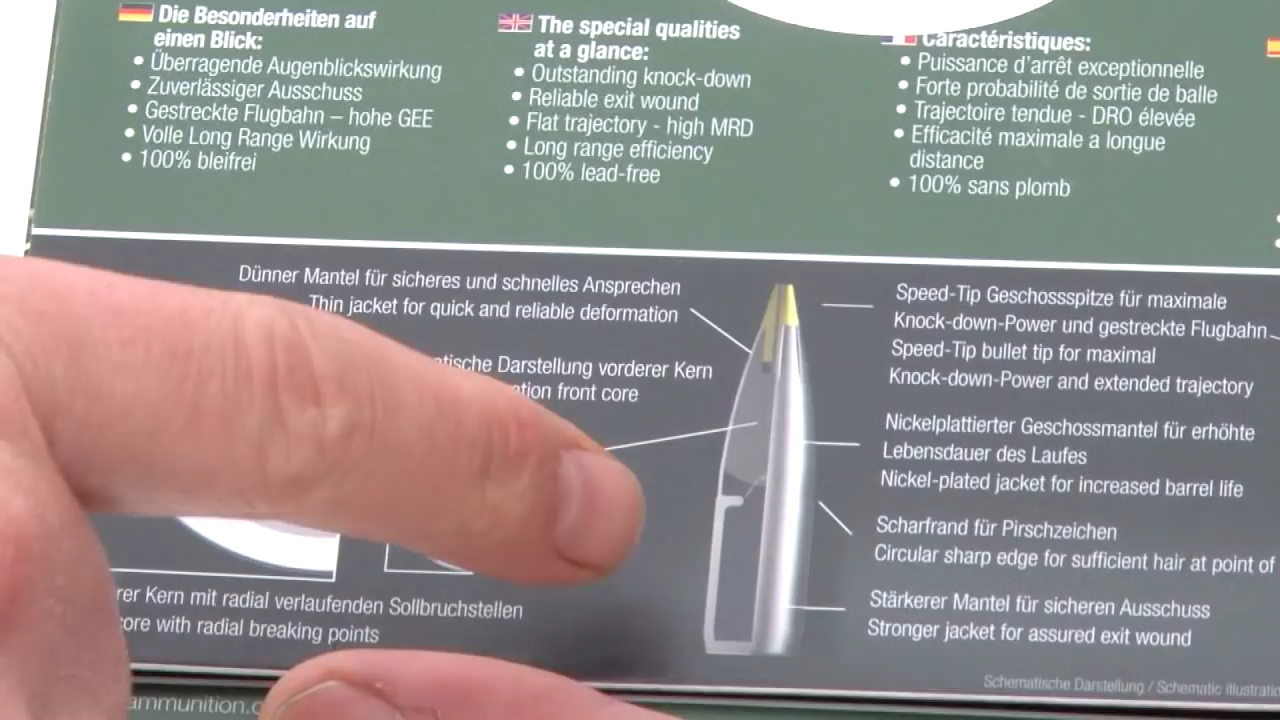 Die Besonderheiten auf
einen Blick:
• Überragende Augenblickswirkung
• Zuverlässiger Ausschuss
• Gestreckte Flugbahn – hohe GEE
• Volle Long Range Wirkung
• 100% bleifrei
The special qualities
at a glance:
• Outstanding knock-down
• Reliable exit wound
• Flat trajectory - high MRD
• Long range efficiency
• 100% lead-free
Caractéristiques:
• Puissance d'arrêt exceptionnelle
• Forte probabilité de sortie de balle
• Trajectoire tendue - DRO élevée
• Efficacité maximale a longue
distance
• 100% sans plomb
Dünner Mantel für sicheres und schnelles Ansprechen
Thin jacket for quick and reliable deformation
Darstellung vorderer Kern
front core
Kern mit radial verlaufenden Sollbruchstellen
with radial breaking points
Speed-Tip Geschossspitze für maximale
Knock-down-Power und gestreckte Flugbahn
Speed-Tip bullet tip for maximal
Knock-down-Power and extended trajectory
Nickelplattierter Geschossmantel für erhöhte
Lebensdauer des Laufes
Nickel-plated jacket for increased barrel life
Scharfrand für Pirschzeichen
Circular sharp edge for sufficient hair at point of
Stärkerer Mantel für sicheren Ausschuss
Stronger jacket for assured exit wound
Schematische Darstellung / Schematic
ammunition.